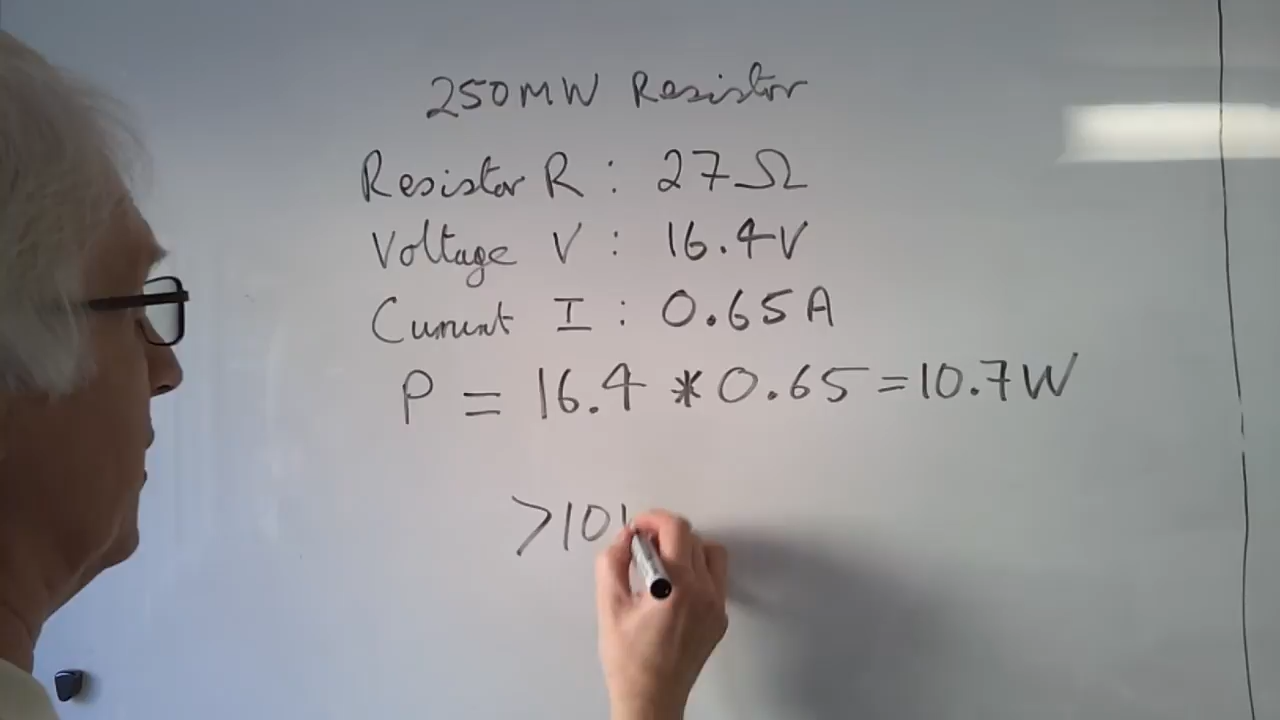 250MW Resistor
Resistor R : 27Ω
Voltage V : 16.4V
Current I : 0.65A
P = 16.4 * 0.65 = 10.7W
>10